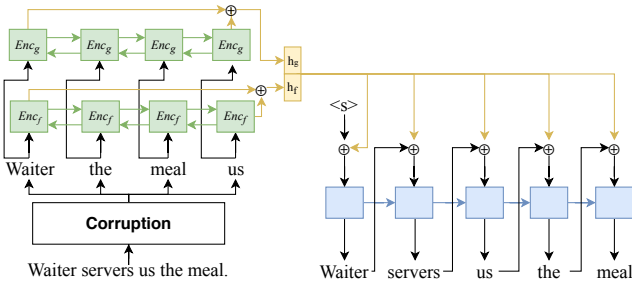 Enc_g Enc_g Enc_g Enc_g
h_g
h_f
Enc_f Enc_f Enc_f Enc_f
<s>
Waiter the meal us
Corruption
Waiter servers us the meal.
Waiter servers us the meal